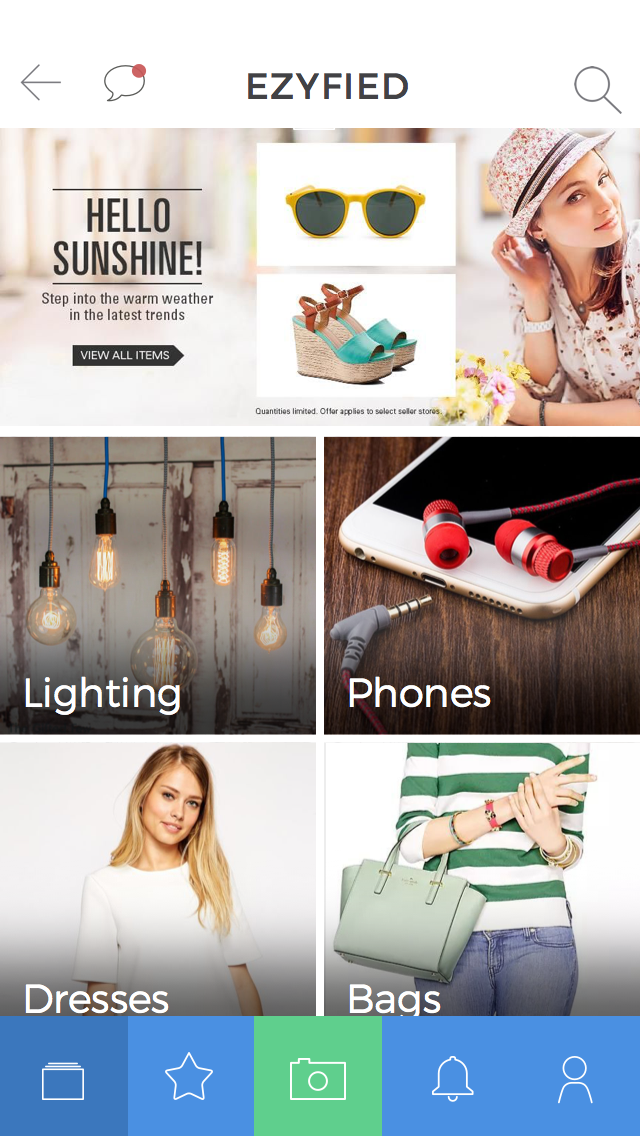 EZYFIED
HELLO
SUNSHINE!
Step into the warm weather
in the latest trends
VIEW ALL ITEMS
Quantities limited. Offer applies to select seller stores.
Lighting
Phones
Dresses
Bags